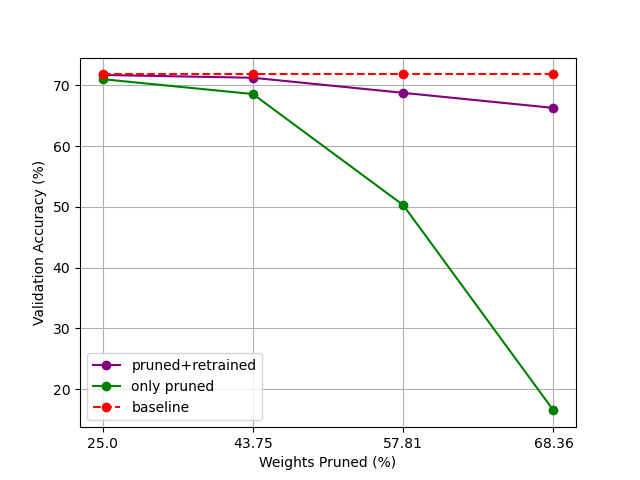 Validation Accuracy (%)
70
60
50
40
30
20
pruned+retrained
only pruned
baseline
25.0 43.75 57.81 68.36
Weights Pruned (%)